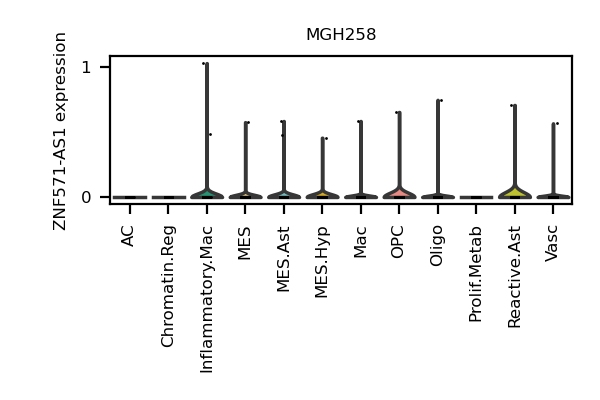 MGH258
ZNF571-AS1 expression
1
0
AC
Chromatin.Reg
Inflammatory.Mac
MES
MES.Ast
MES.Hyp
Mac
OPC
Oligo
Prolif.Metab
Reactive.Ast
Vasc